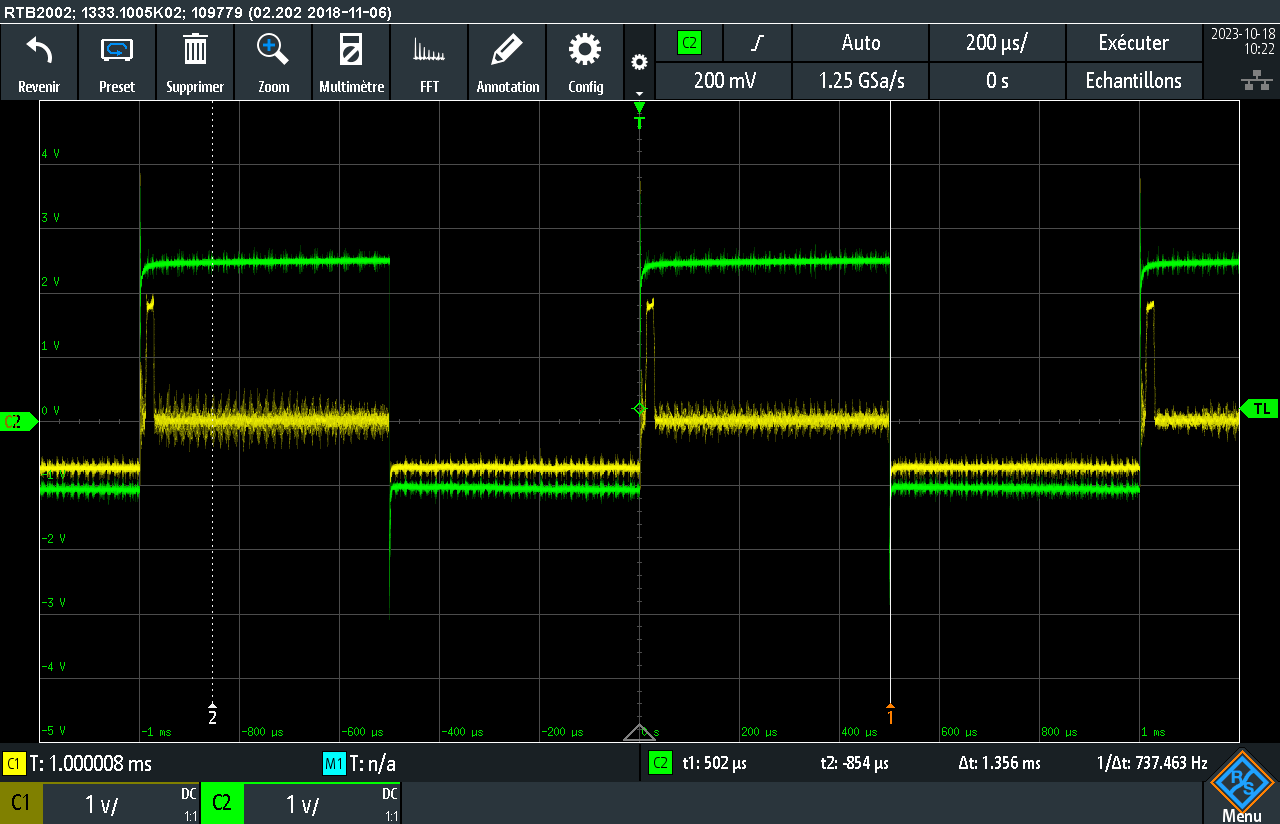 RTB2002; 1333.1005K02; 109779 (02.202 2018-11-06)
Revenir Preset Supprimer Zoom Multimètre FFT Annotation Config
C2 Auto 200 µs/ Exécuter
200 mV 1.25 GSa/s 0 s Echantillons
2023-10-18
10:22
T
4 V
3 V
2 V
1 V
0 V
C2
TL
-1 V
-2 V
-3 V
-4 V
-5 V
2
1
-1 ms -800 µs -600 µs -400 µs -200 µs 0 s 200 µs 400 µs 600 µs 800 µs 1 ms
C1 T: 1.000008 ms M1 T: n/a C2 t1: 502 µs t2: -854 µs Δt: 1.356 ms 1/Δt: 737.463 Hz
C1 1 V/ DC 1:1 C2 1 V/ DC 1:1
R S
Menu